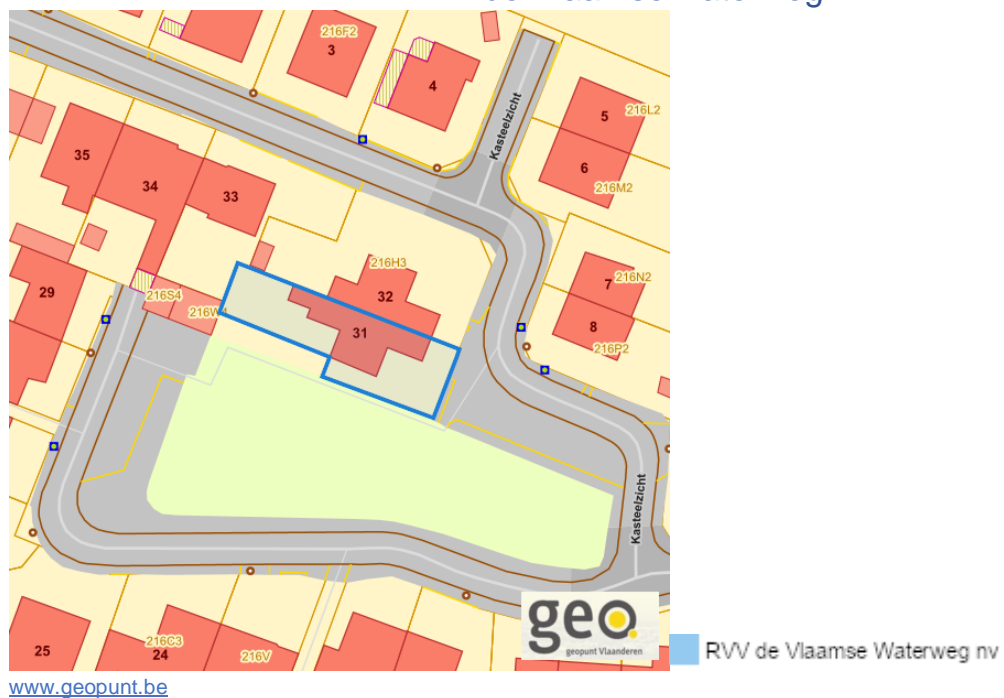 216F2
3
4
Kasteelzicht
5
216L2
6
216M2
35
34
33
216H3
32
31
7
216N2
8
216P2
29
216S4
Kasteelzicht
25
216C3
24
216V
geo.
geopunt Vlaanderen
RVV de Vlaamse Waterweg nv
www.geopunt.be